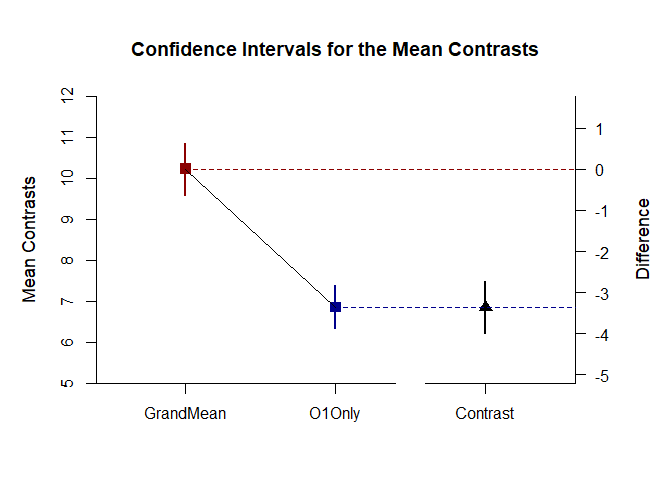 Confidence Intervals for the Mean Contrasts
Mean Contrasts
12
11
10
9
8
7
6
5
1
0
-1
-2
-3
-4
-5
Difference
GrandMean
O1Only
Contrast